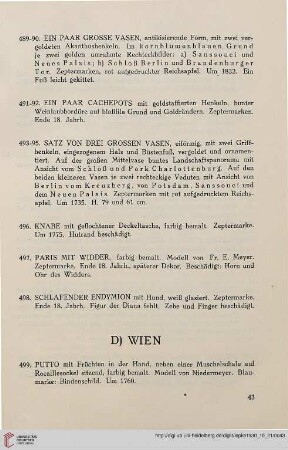 489-90. EIN PAAR GROSSE VASEN, antikisierende Form, mit zwei ver-
goldeten Akanthushenkeln. Im kornblumenblauen Grund
je zwei golden umrahmte Rechteckbilder: a) Sanssouci und
Neues Palais; b) Schloß Berlin und Brandenburger
Tor. Zeptermarken, rot aufgedruckter Reichsapfel. Um 1832. Ein
Fuß leicht gekittet.
491-92. EIN PAAR CACHEPOTS mit goldstaffierten Henkeln, bunter
Weinlaubbordüre auf blaßlila Grund und Goldrändern. Zeptermarken.
Ende 18. Jahrh.
493-95. SATZ VON DREI GROSSEN VASEN, eiförmig, mit zwei Griff-
henkeln, eingezogenem Hals und Büstenfuß, vergoldet und ornamen-
tiert. Auf der großen Mittelvase buntes Landschaftspanorama, mit
Ansicht von Schloß und Park Charlottenburg. Auf den
beiden kleineren Vasen je zwei rechteckige Veduten mit Ansicht von
Berlin vom Kreuzberg, von Potsdam, Sanssouci und
dem Neuen Palais. Zeptermarken mit rot aufgedrucktem Reichs-
apfel. Um 1735. H. 79 und 61 cm.
496. KNABE mit geflochtener Deckeltasche, farbig bemalt. Zeptermarke.
Um 1775. Hutrand beschädigt.
497. PARIS MIT WIDDER, farbig bemalt. Modell von Fr. E. Meyer.
Zeptermarke. Ende 18. Jahrh., späterer Dekor. Beschädigt: Horn und
Ohr des Widders.
498. SCHLAFENDER ENDYMION mit Hund, weiß glasiert. Zeptermarke.
Ende 18. Jahrh. Figur der Diana fehlt. Zehe und Finger beschädigt.
D) WIEN
499. PUTTO mit Früchten in der Hand, neben einer Muschelschale auf
Rocaillesockel sitzend, farbig bemalt. Modell von Niedermeyer. Blau-
marke: Bindenschild. Um 1760.
43